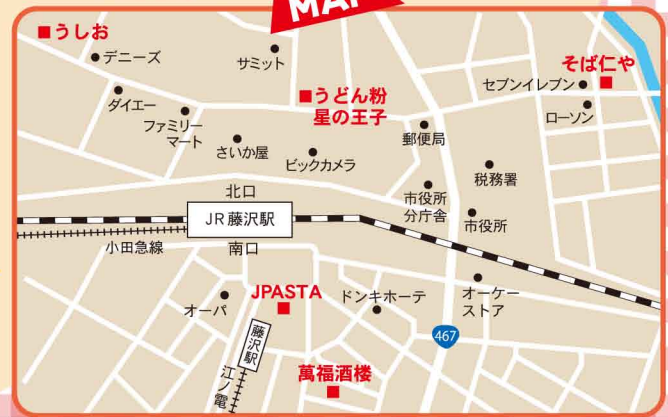 MAP
うしお
デニーズ
サミット
そば仁や
セブンイレブン
ローソン
ダイエー
ファミリー
マート
うどん粉
星の王子
さいか屋
ビックカメラ
郵便局
税務署
市役所
分庁舎
市役所
北口
JR藤沢駅
小田急線
南口
オーパ
JPASTA
ドンキホーテ
オーケー
ストア
藤沢駅
江ノ電
467
萬福酒楼